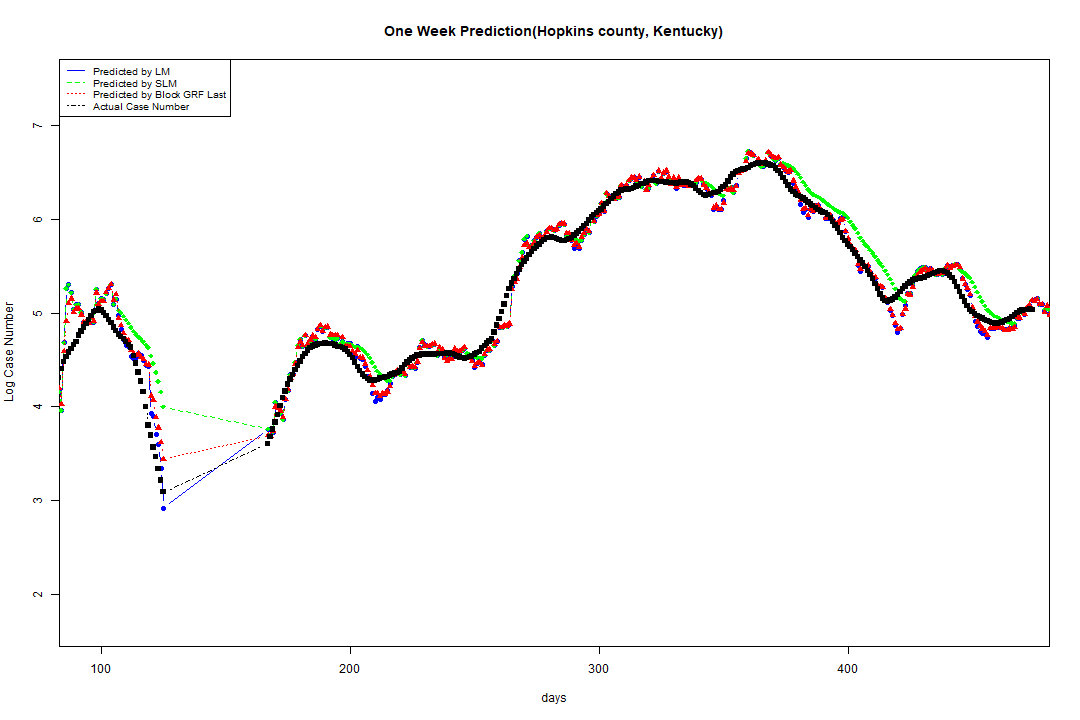 One Week Prediction(Hopkins county, Kentucky)
Predicted by LM
Predicted by SLM
Predicted by Block GRF Last
Actual Case Number
7
6
5
4
3
2
Log Case Number
100 200 300 400
days